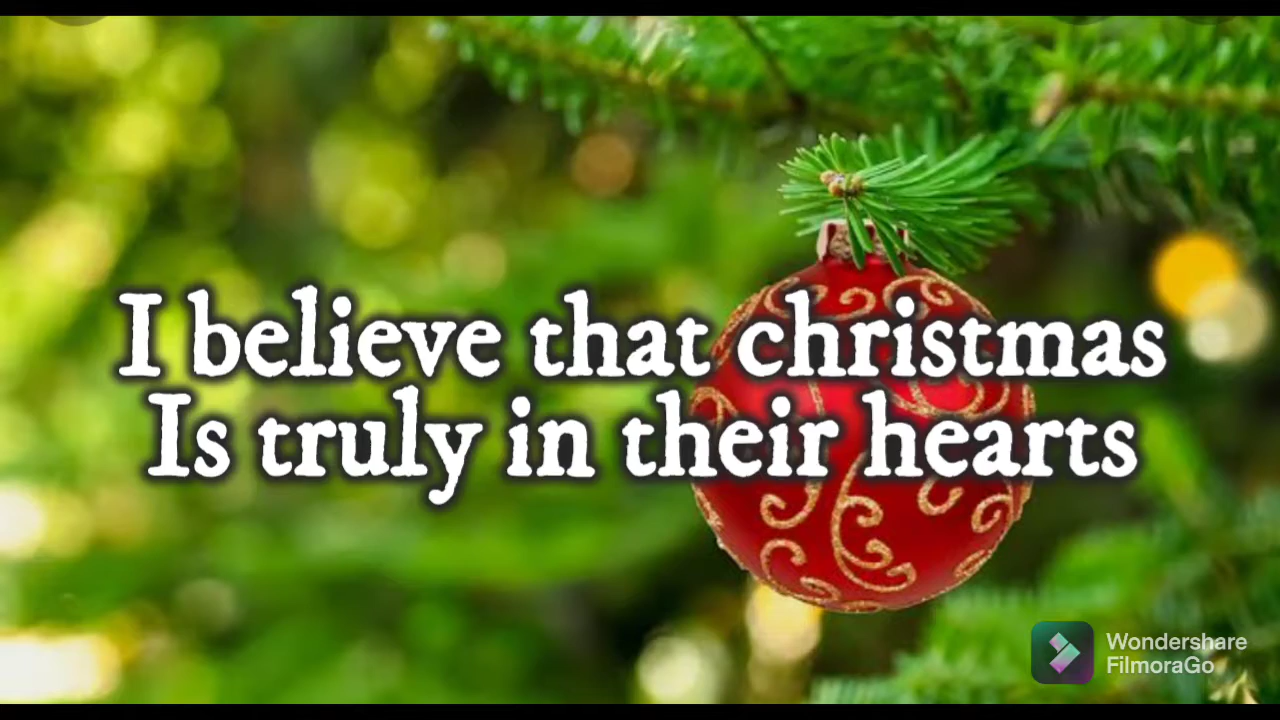 I believe that christmas
Is truly in their hearts
Wondershare
FilmoraGo